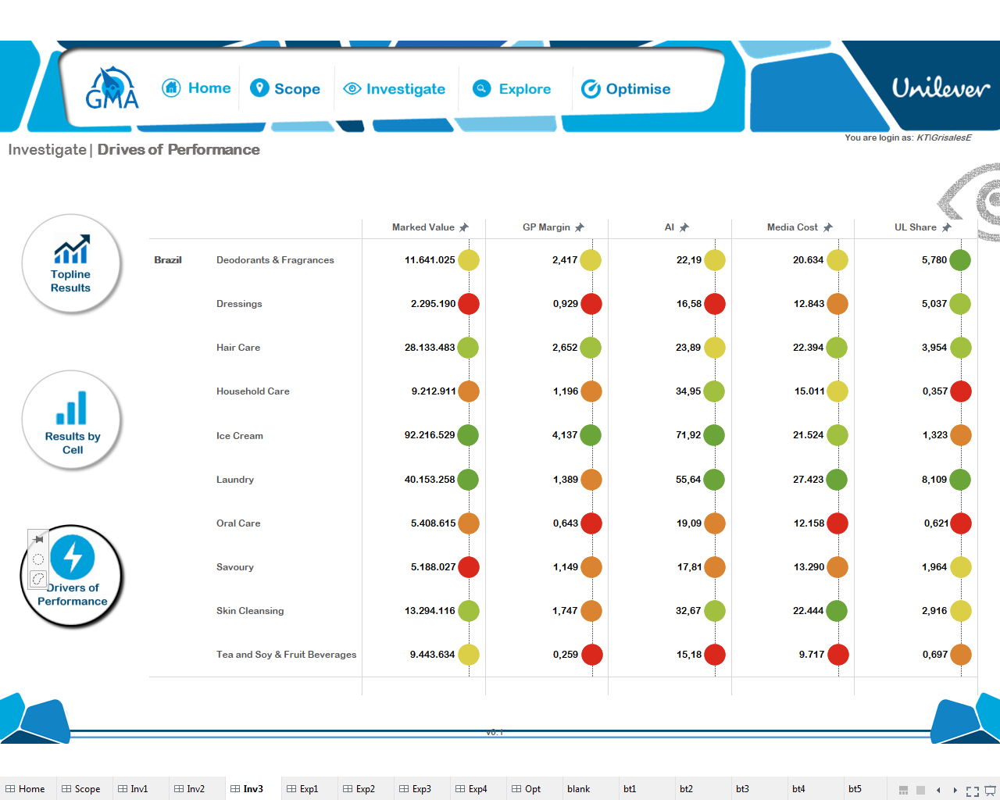 GMA
Home
Scope
Investigate
Explore
Optimise
Unilever
You are login as: KT\GrisalesE
Investigate| Drives of Performance
Topline
Results
Results by
Cell
Drivers of
Performance
Marked Value GP Margin AI Media Cost UL Share
Brazil Deodorants & Fragrances 11.641.025 2,417 22,19 20.634 5,780
Dressings 2.295.190 0,929 16,58 12.843 5,037
Hair Care 28.133.483 2,652 23,89 22.394 3,954
Household Care 9.212.911 1,196 34,95 15.011 0,357
Ice Cream 92.216.529 4,137 71,92 21.524 1,323
Laundry 40.153.258 1,389 55,64 27.423 8,109
Oral Care 5.408.615 0,643 19,09 12.158 0,621
Savoury 5.188.027 1,149 17,81 13.290 1,964
Skin Cleansing 13.294.116 1,747 32,67 22.444 2,916
Tea and Soy & Fruit Beverages 9.443.634 0,259 15,18 9.717 0,697
v6.1
Home Scope Inv1 Inv2 Inv3 Exp1 Exp2 Exp3 Exp4 Opt blank bt1 bt2 bt3 bt4 bt5